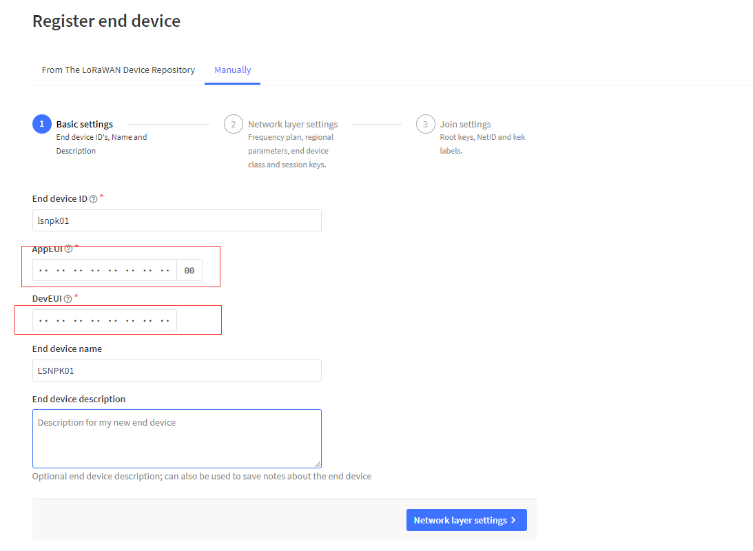 Register end device
From The LoRaWAN Device Repository Manually
1 Basic settings
End device ID's, Name and
Description
2 Network layer settings
Frequency plan, regional
parameters, end device
class and session keys.
3 Join settings
Root keys, NetID and kek
labels.
End device ID *
lsnpk01
AppEUI *
·· ·· ·· ·· ·· ·· ·· ·· 00
DevEUI *
·· ·· ·· ·· ·· ·· ·· ··
End device name
LSNPK01
End device description
Description for my new end device
Optional end device description; can also be used to save notes about the end device
Network layer settings >